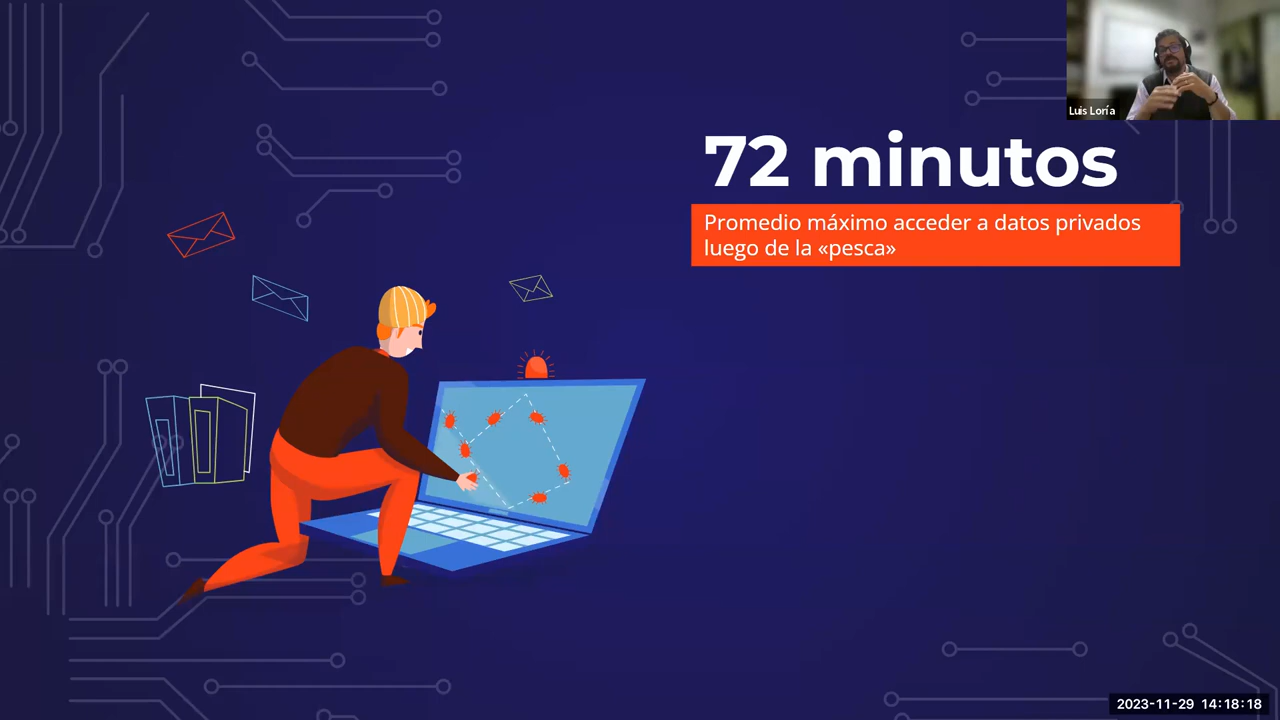 Luis Loría
72 minutos
Promedio máximo acceder a datos privados
luego de la «pesca»
2023-11-29 14:18:18